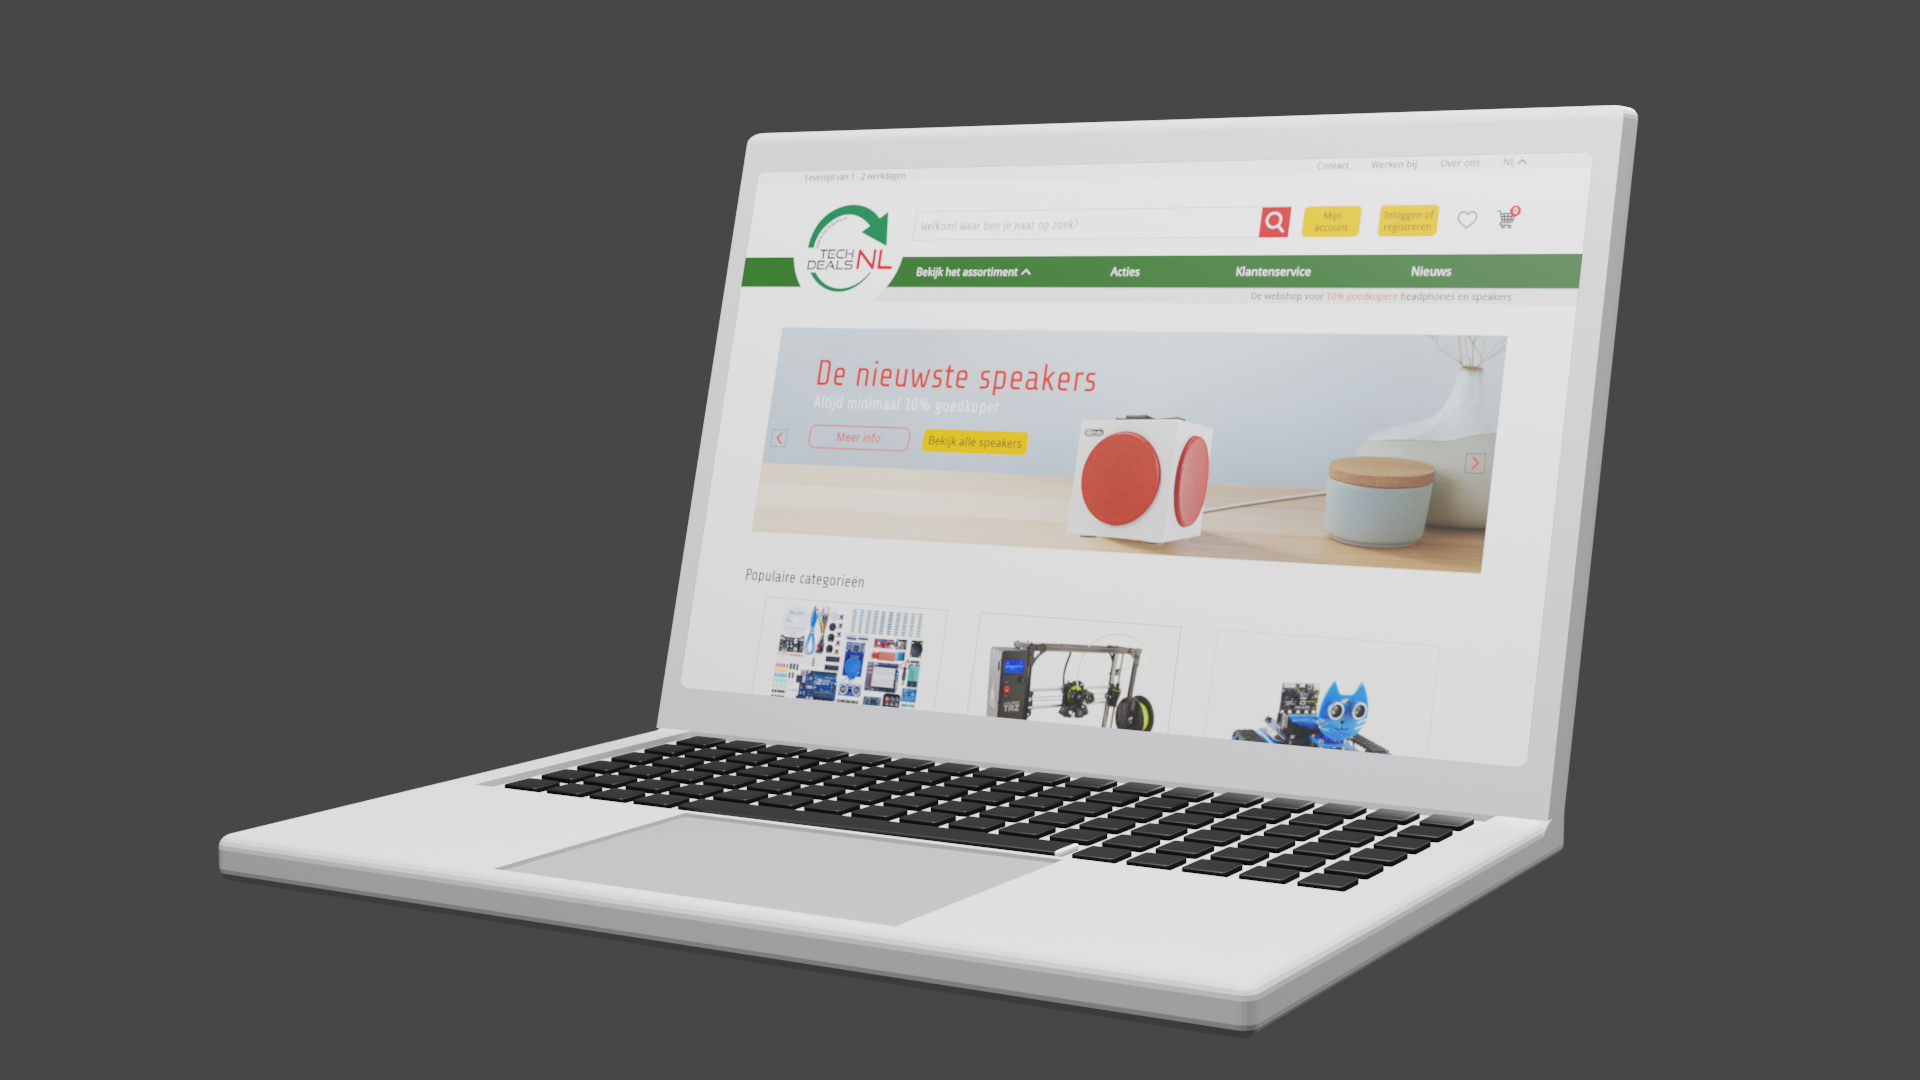 Levertijd van 1 - 2 werkdagen
Contact
Werken bij
Over ons
NL
TECH
DEALS NL
Welkom! Waar ben je naar op zoek?
Mijn
account
Inloggen of
registreren
0
Bekijk het assortiment
Acties
Klantenservice
Nieuws
De webshop voor 10% goedkopere headphones en speakers
De nieuwste speakers
Altijd minimaal 10% goedkoper
Meer info
Bekijk alle speakers
Populaire categorieën
TAZ